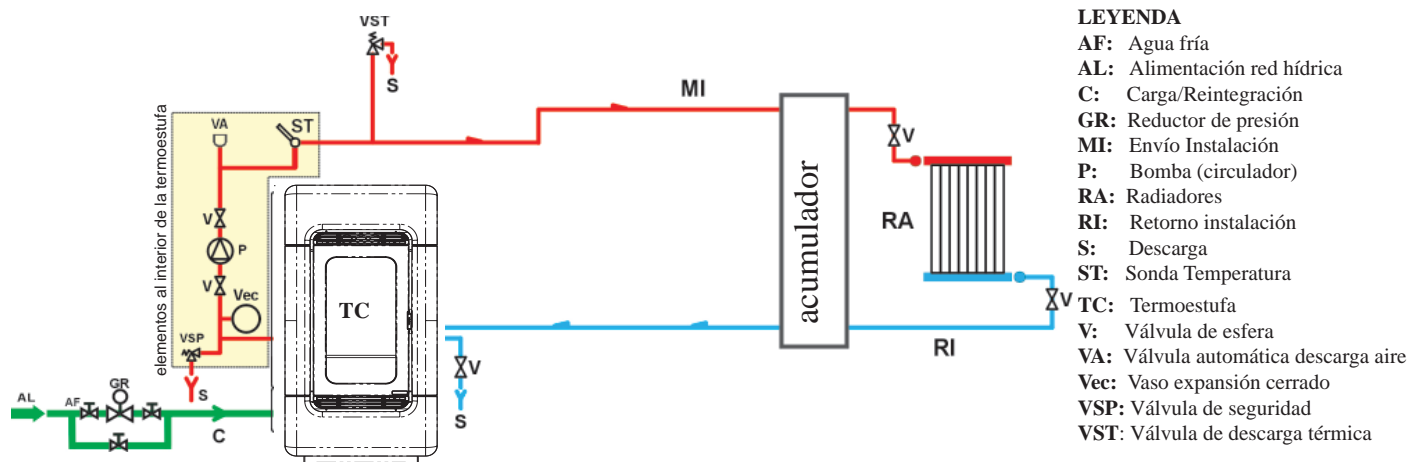 VST
S
MI
elementos al interior de la termoestufa
VA
ST
V
P
V
Vec
VSP
S
TC
acumulador
V
RA
V
RI
V
S
AL
AF
GR
C
LEYENDA
AF: Agua fría
AL: Alimentación red hídrica
C: Carga/Reintegración
GR: Reductor de presión
MI: Envío Instalación
P: Bomba (circulador)
RA: Radiadores
RI: Retorno instalación
S: Descarga
ST: Sonda Temperatura
TC: Termoestufa
V: Válvula de esfera
VA: Válvula automática descarga aire
Vec: Vaso expansión cerrado
VSP: Válvula de seguridad
VST: Válvula de descarga térmica